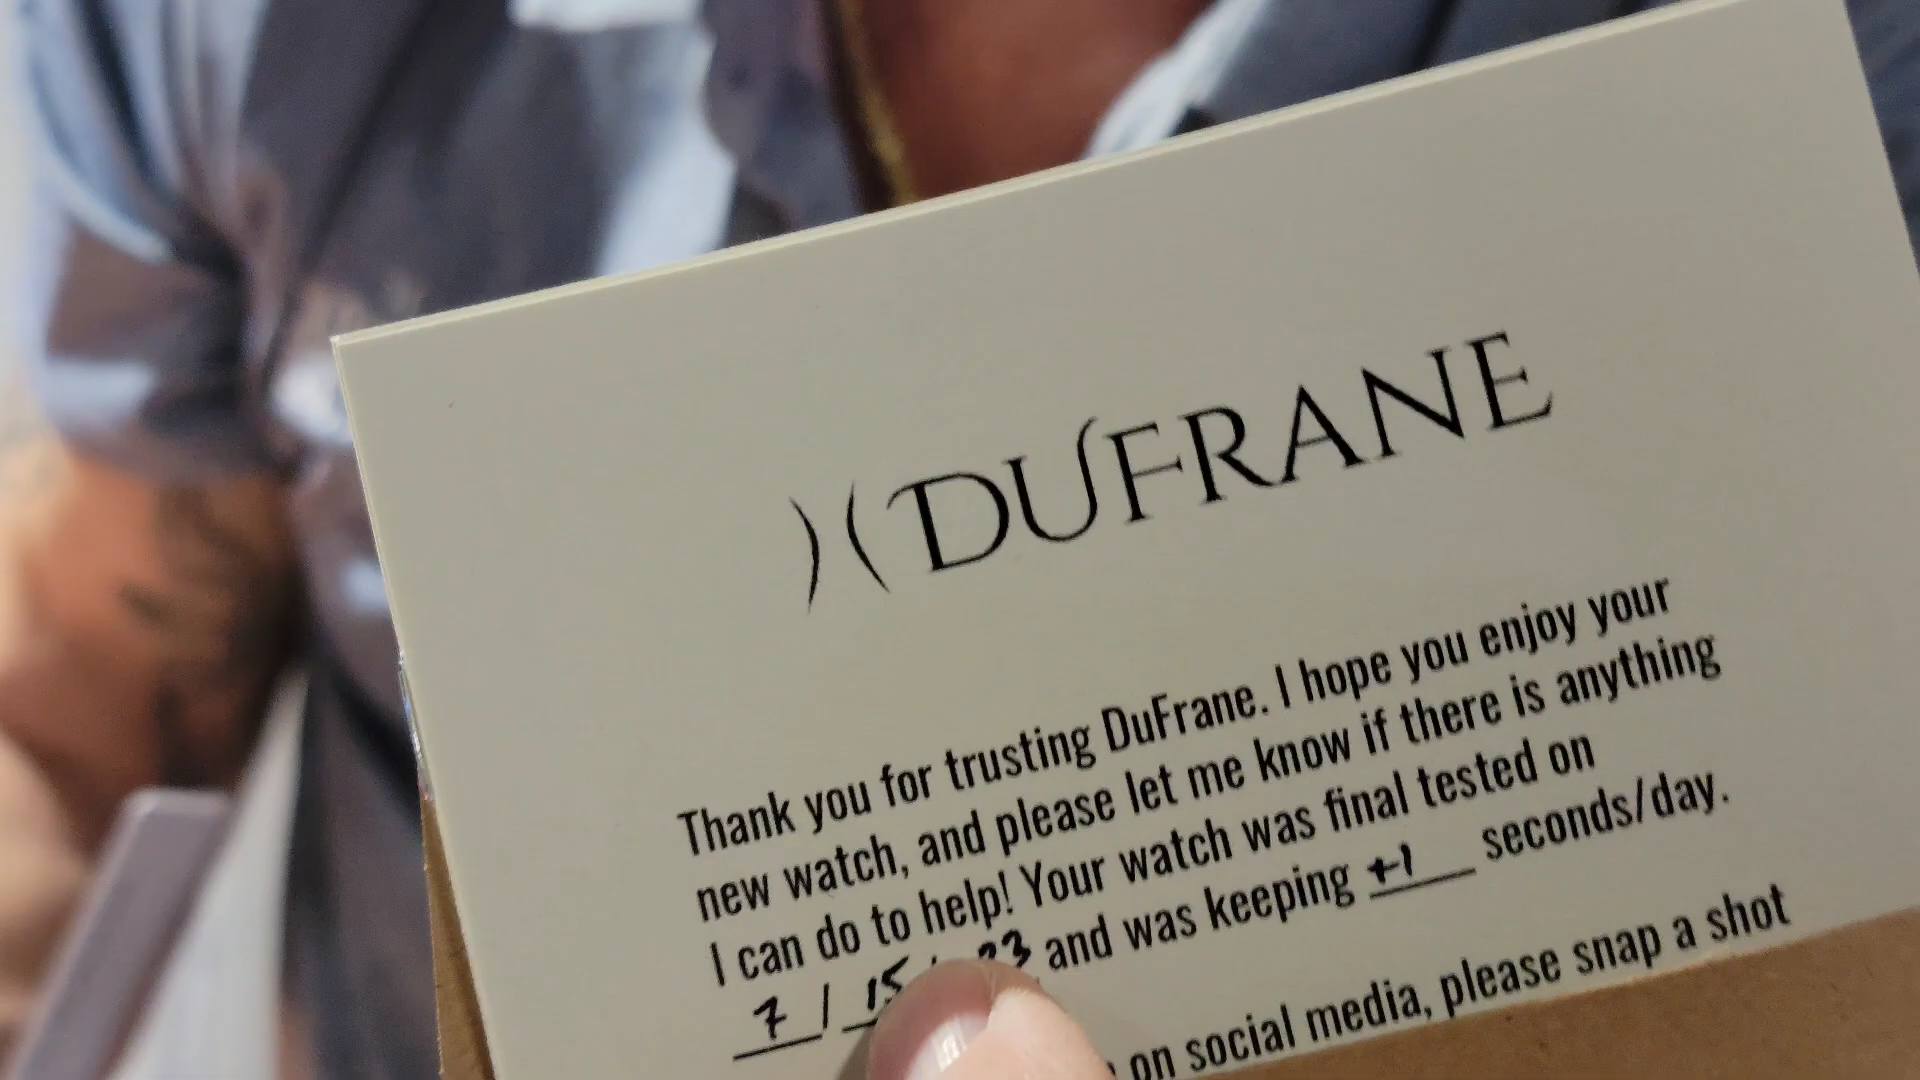 DUFRANE
Thank you for trusting DuFrane. I hope you enjoy your
new watch, and please let me know if there is anything
I can do to help! Your watch was final tested on
7 / 15 / 23 and was keeping +1 seconds/day.
on social media, please snap a shot